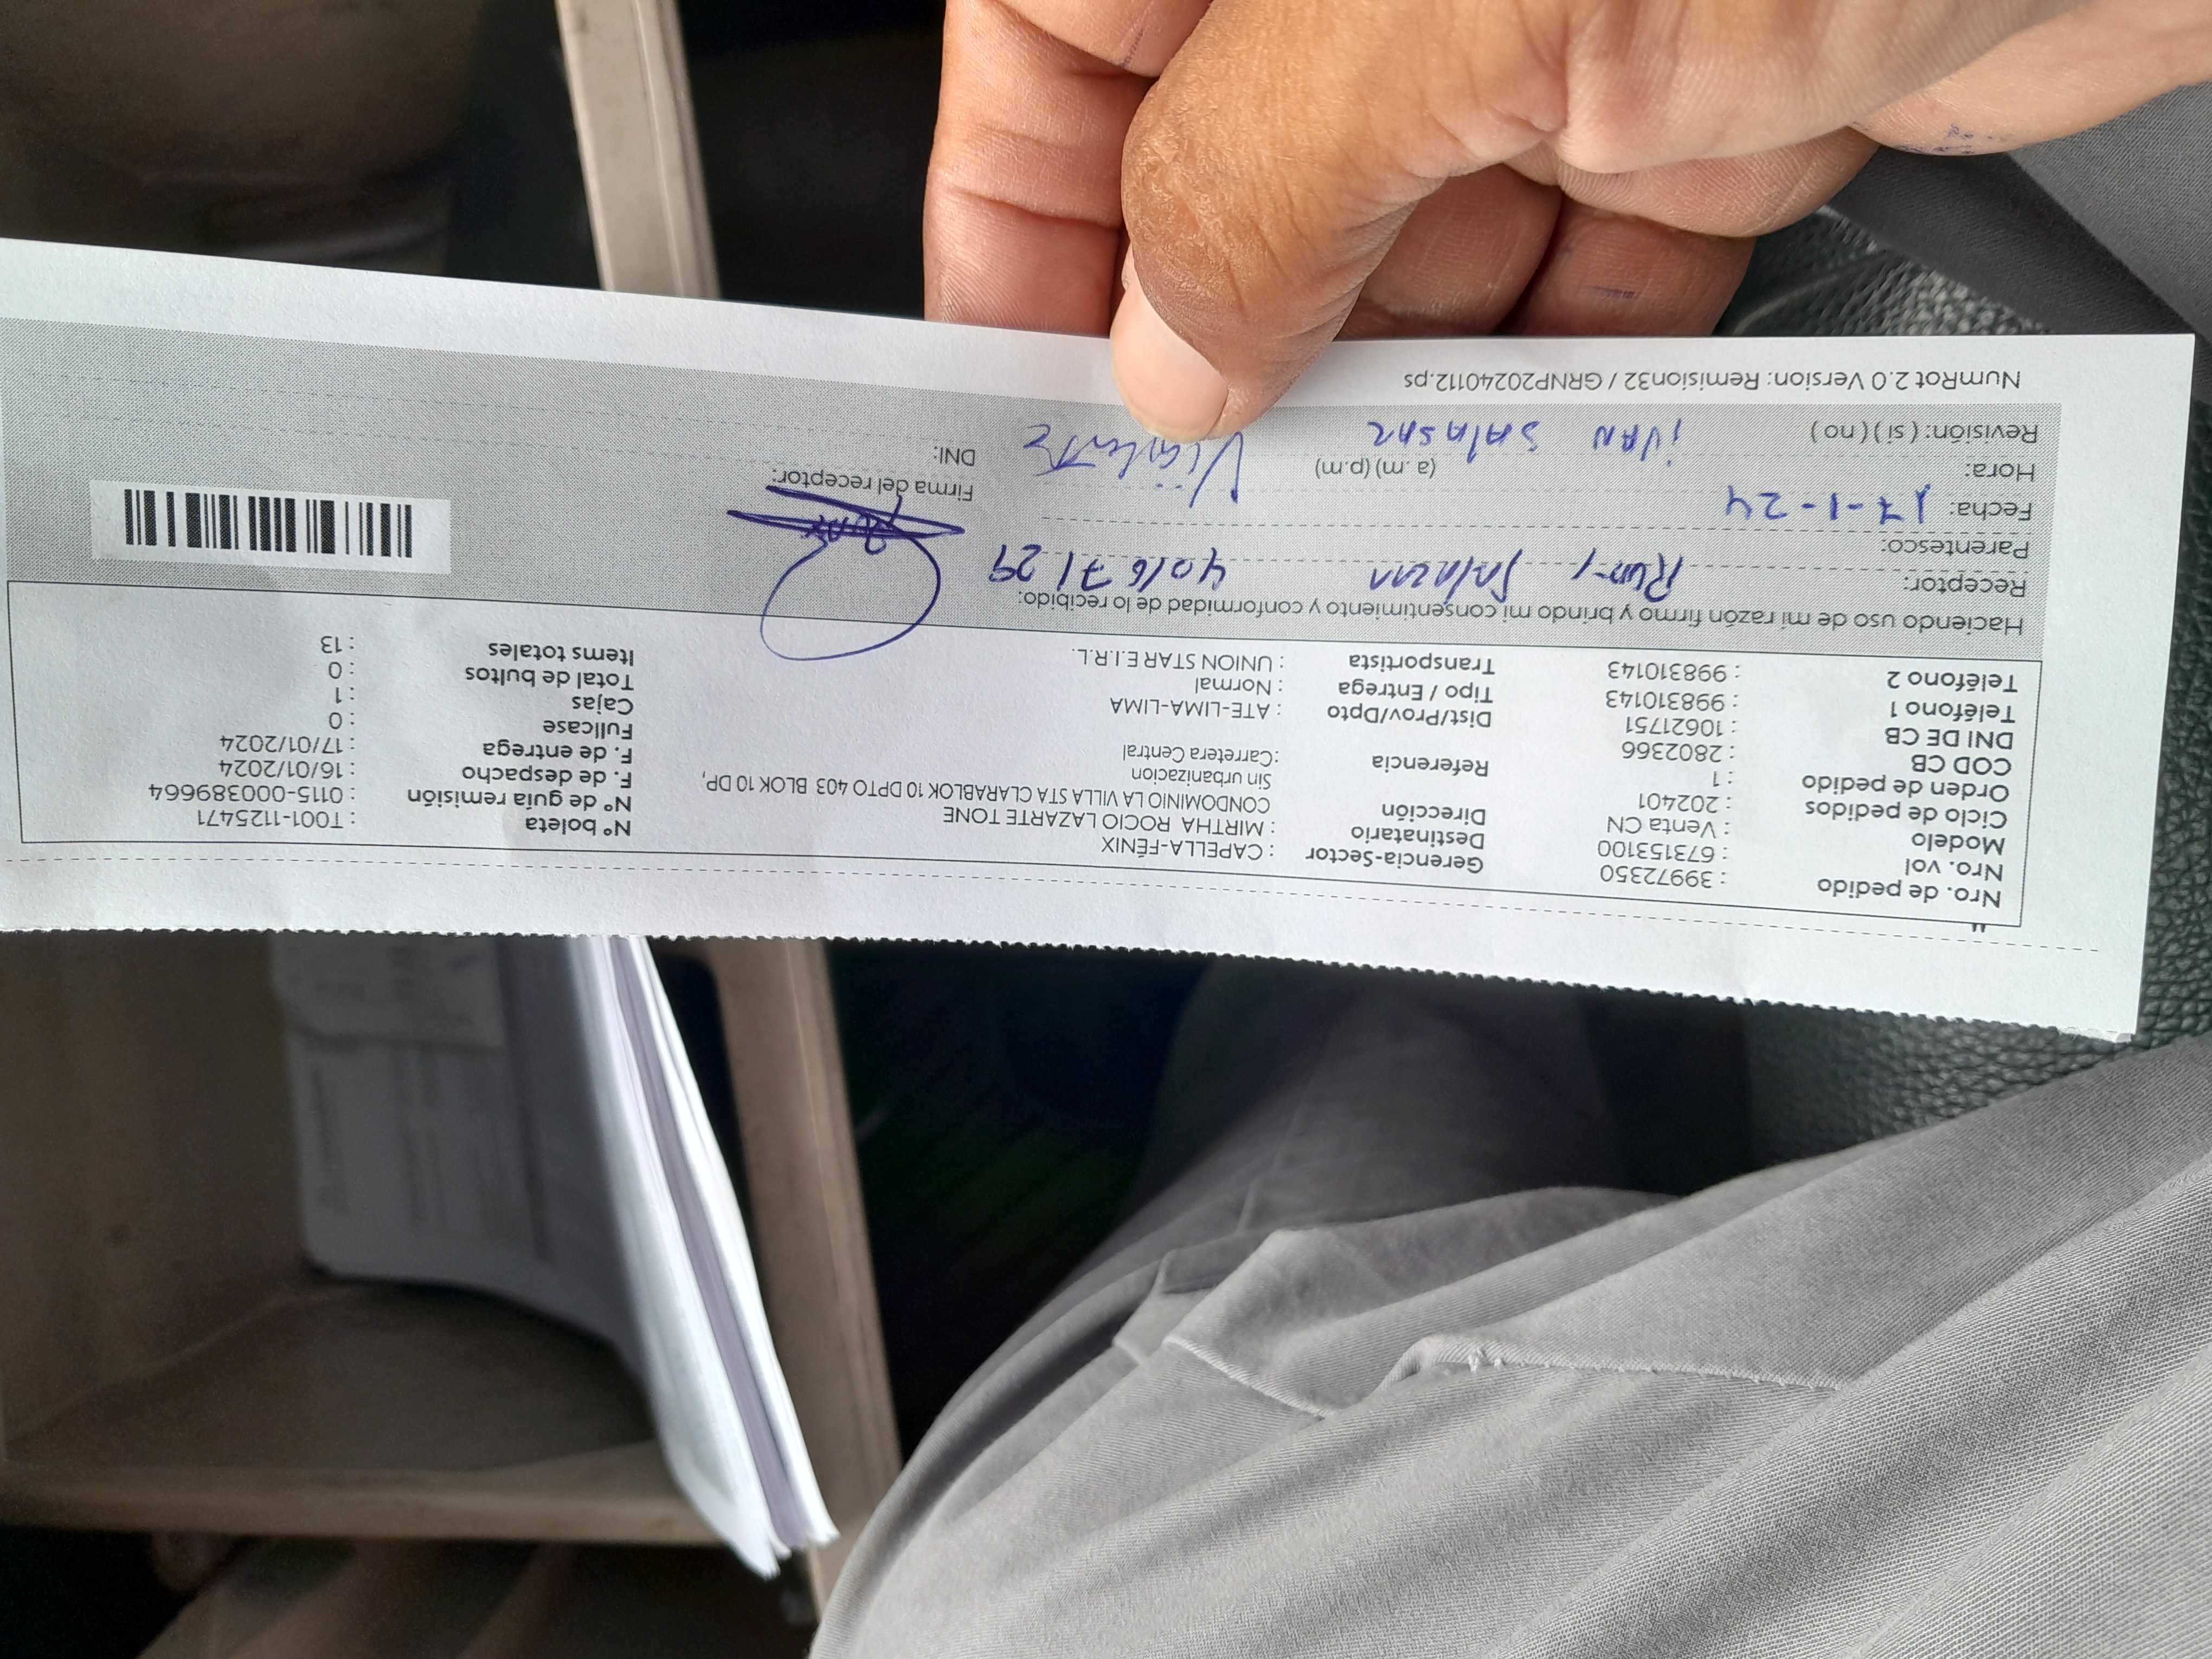 Nro. de pedido : 39972350 Gerencia-Sector : CAPELLA-FÉNIX Nº boleta : T001-1125471
Nro. vol : 673153100 Destinatario : MIRTHA ROCIO LAZARTE TONE Nº de guía remisión : 0115-000389664
Modelo : Venta CN Dirección CONDOMINIO LA VILLA STA CLARABLOK 10 DPTO 403 BLOK 10 DP, F. de despacho : 16/01/2024
Ciclo de pedidos : 202401 Sin urbanizacion F. de entrega : 17/01/2024
Orden de pedido : 1 Referencia :Carretera Central Fullcase : 0
COD CB : 2802366 Dist/Prov/Dpto : ATE-LIMA-LIMA Cajas : 1
DNI DE CB : 10621751 Tipo / Entrega : Normal Total de bultos : 0
Teléfono 1 : 998310143 Transportista : UNION STAR E.I.R.L. Items totales : 13
Teléfono 2 : 998310143
Haciendo uso de mi razón firmo y brindo mi consentimiento y conformidad de lo recibido:
Receptor: 40167129
Parentesco:
Fecha: 17-1-24 Firma del receptor:
Hora: (a .m) (p.m) DNI:
Revisión: ( si ) ( no ) iVAN SALASAR
NumRot 2.0 Version: Remision32 / GRNP20240112.ps